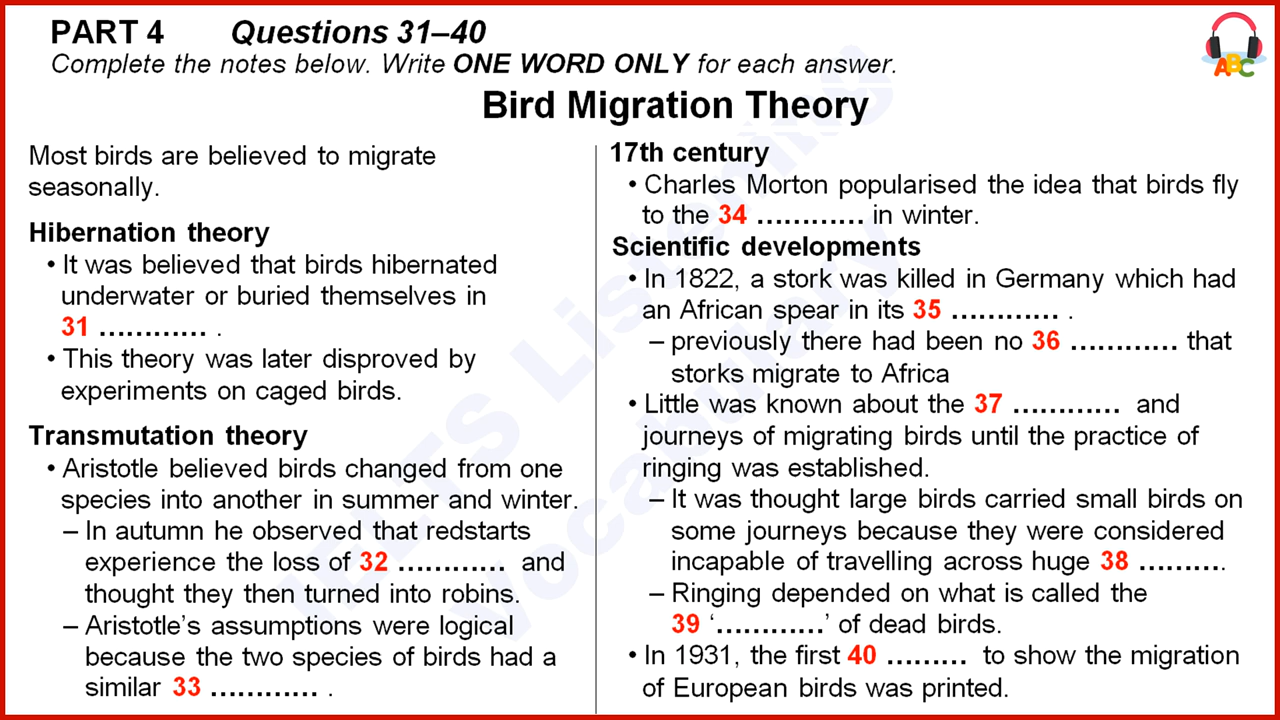 PART 4 Questions 31–40
Complete the notes below. Write ONE WORD ONLY for each answer.
ABC
Bird Migration Theory
Most birds are believed to migrate
seasonally.
Hibernation theory
• It was believed that birds hibernated
underwater or buried themselves in
31 ………… .
• This theory was later disproved by
experiments on caged birds.
Transmutation theory
• Aristotle believed birds changed from one
species into another in summer and winter.
– In autumn he observed that redstarts
experience the loss of 32 ………… and
thought they then turned into robins.
– Aristotle’s assumptions were logical
because the two species of birds had a
similar 33 ………… .
17th century
• Charles Morton popularised the idea that birds fly
to the 34 ………… in winter.
Scientific developments
• In 1822, a stork was killed in Germany which had
an African spear in its 35 ………… .
– previously there had been no 36 ………… that
storks migrate to Africa
• Little was known about the 37 ………… and
journeys of migrating birds until the practice of
ringing was established.
– It was thought large birds carried small birds on
some journeys because they were considered
incapable of travelling across huge 38 ……….
– Ringing depended on what is called the
39 ‘…………’ of dead birds.
• In 1931, the first 40 ……… to show the migration
of European birds was printed.
IELTS Listening
Vocabulary